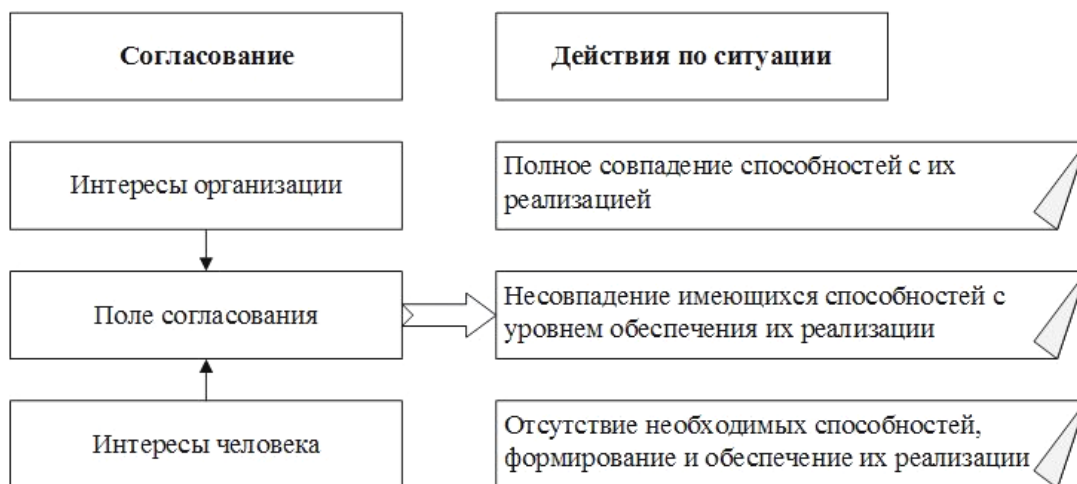 Согласование
Действия по ситуации
Интересы организации
Полное совпадение способностей с их
реализацией
Поле согласования
Несовпадение имеющихся способностей с
уровнем обеспечения их реализации
Интересы человека
Отсутствие необходимых способностей,
формирование и обеспечение их реализации